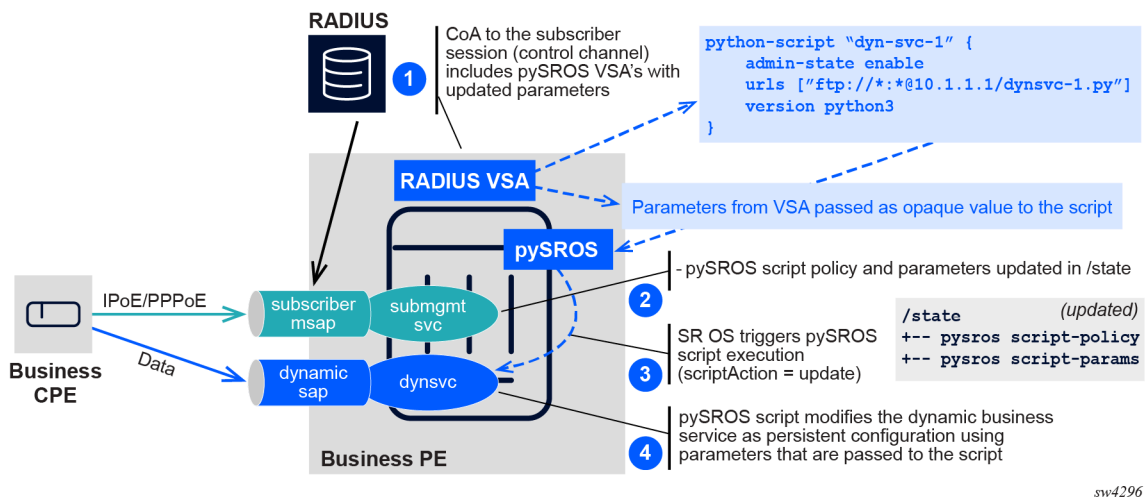 RADIUS
1
CoA to the subscriber
session (control channel)
includes pySROS VSA's with
updated parameters
python-script “dyn-svc-1” {
admin-state enable
urls [”ftp://*:*@10.1.1.1/dynsvc-1.py”]
version python3
}
RADIUS VSA
Parameters from VSA passed as opaque value to the script
pySROS
- pySROS script policy and parameters updated in /state
2
IPoE/PPPoE
subscriber
msap
submgmt
svc
(updated)
/state
+-- pysros script-policy
+-- pysros script-params
SR OS triggers pySROS
script execution
(scriptAction = update)
3
Business
CPE
Data
dynamic
sap
dynsvc
pySROS script modifies the dynamic business
service as persistent configuration using
parameters that are passed to the script
4
Business PE
sw4296